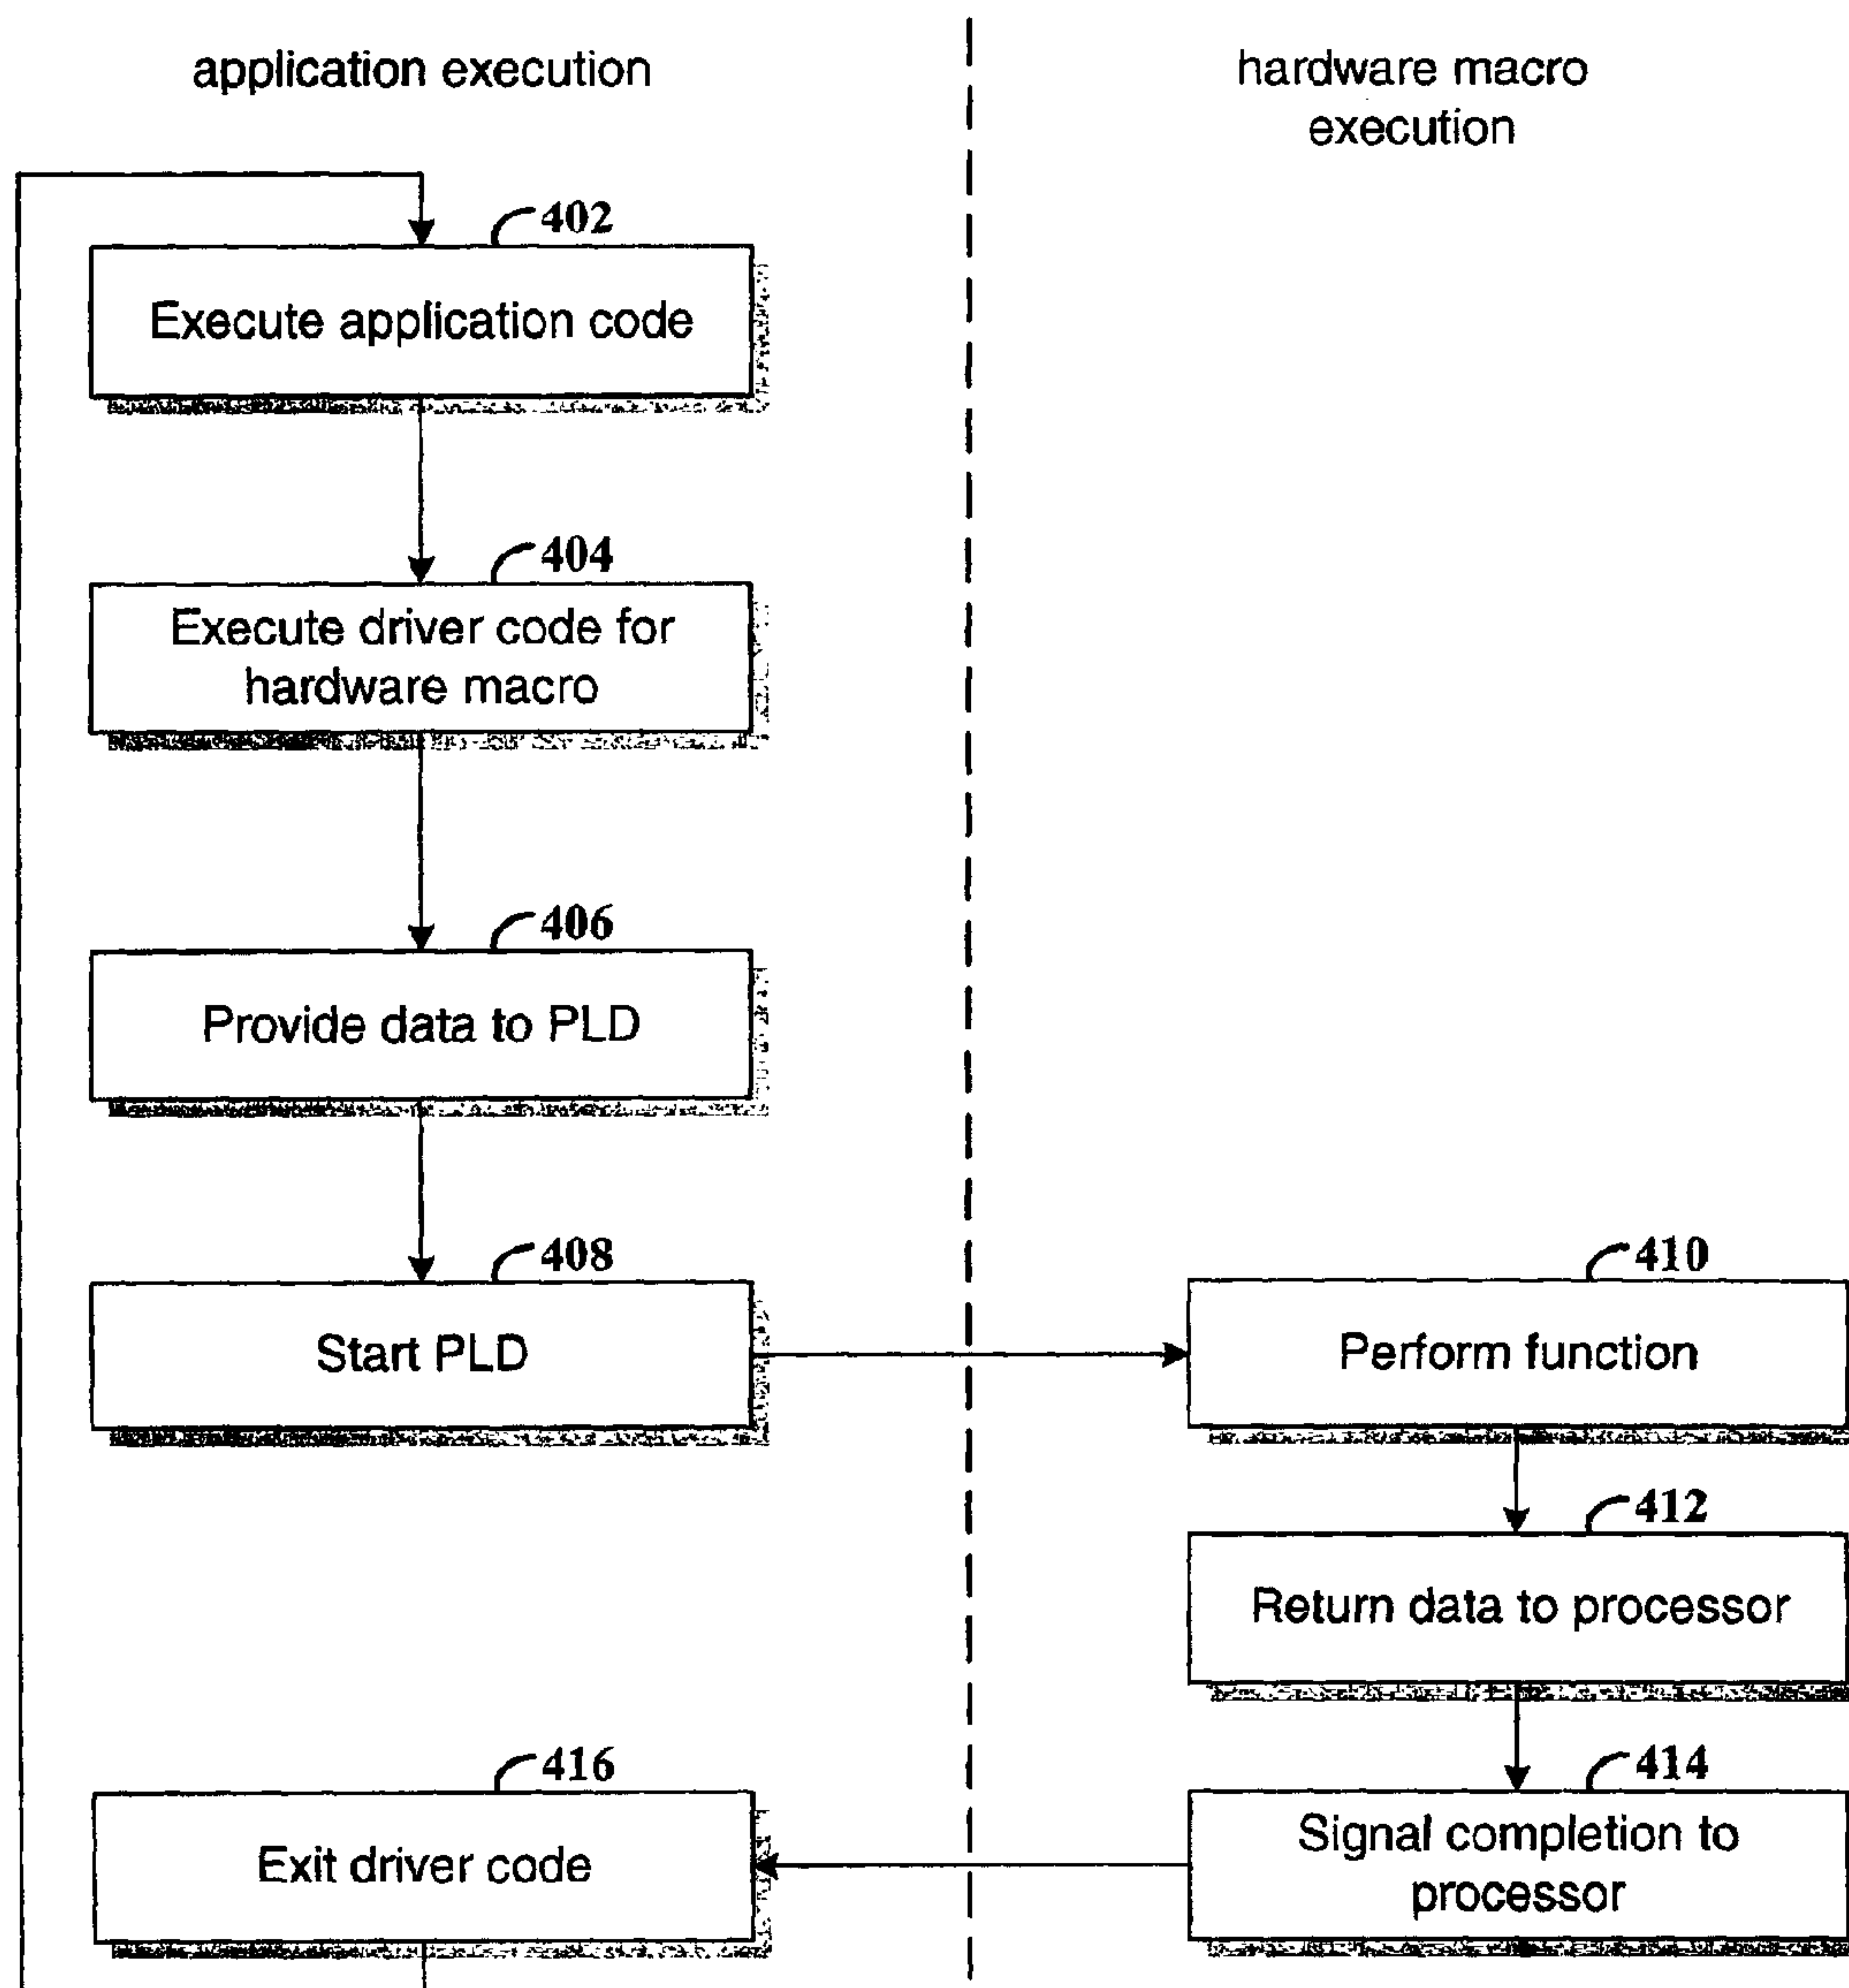 application execution
hardware macro
execution
402
Execute application code
404
Execute driver code for
hardware macro
406
Provide data to PLD
408
Start PLD
410
Perform function
412
Return data to processor
414
Signal completion to
processor
416
Exit driver code